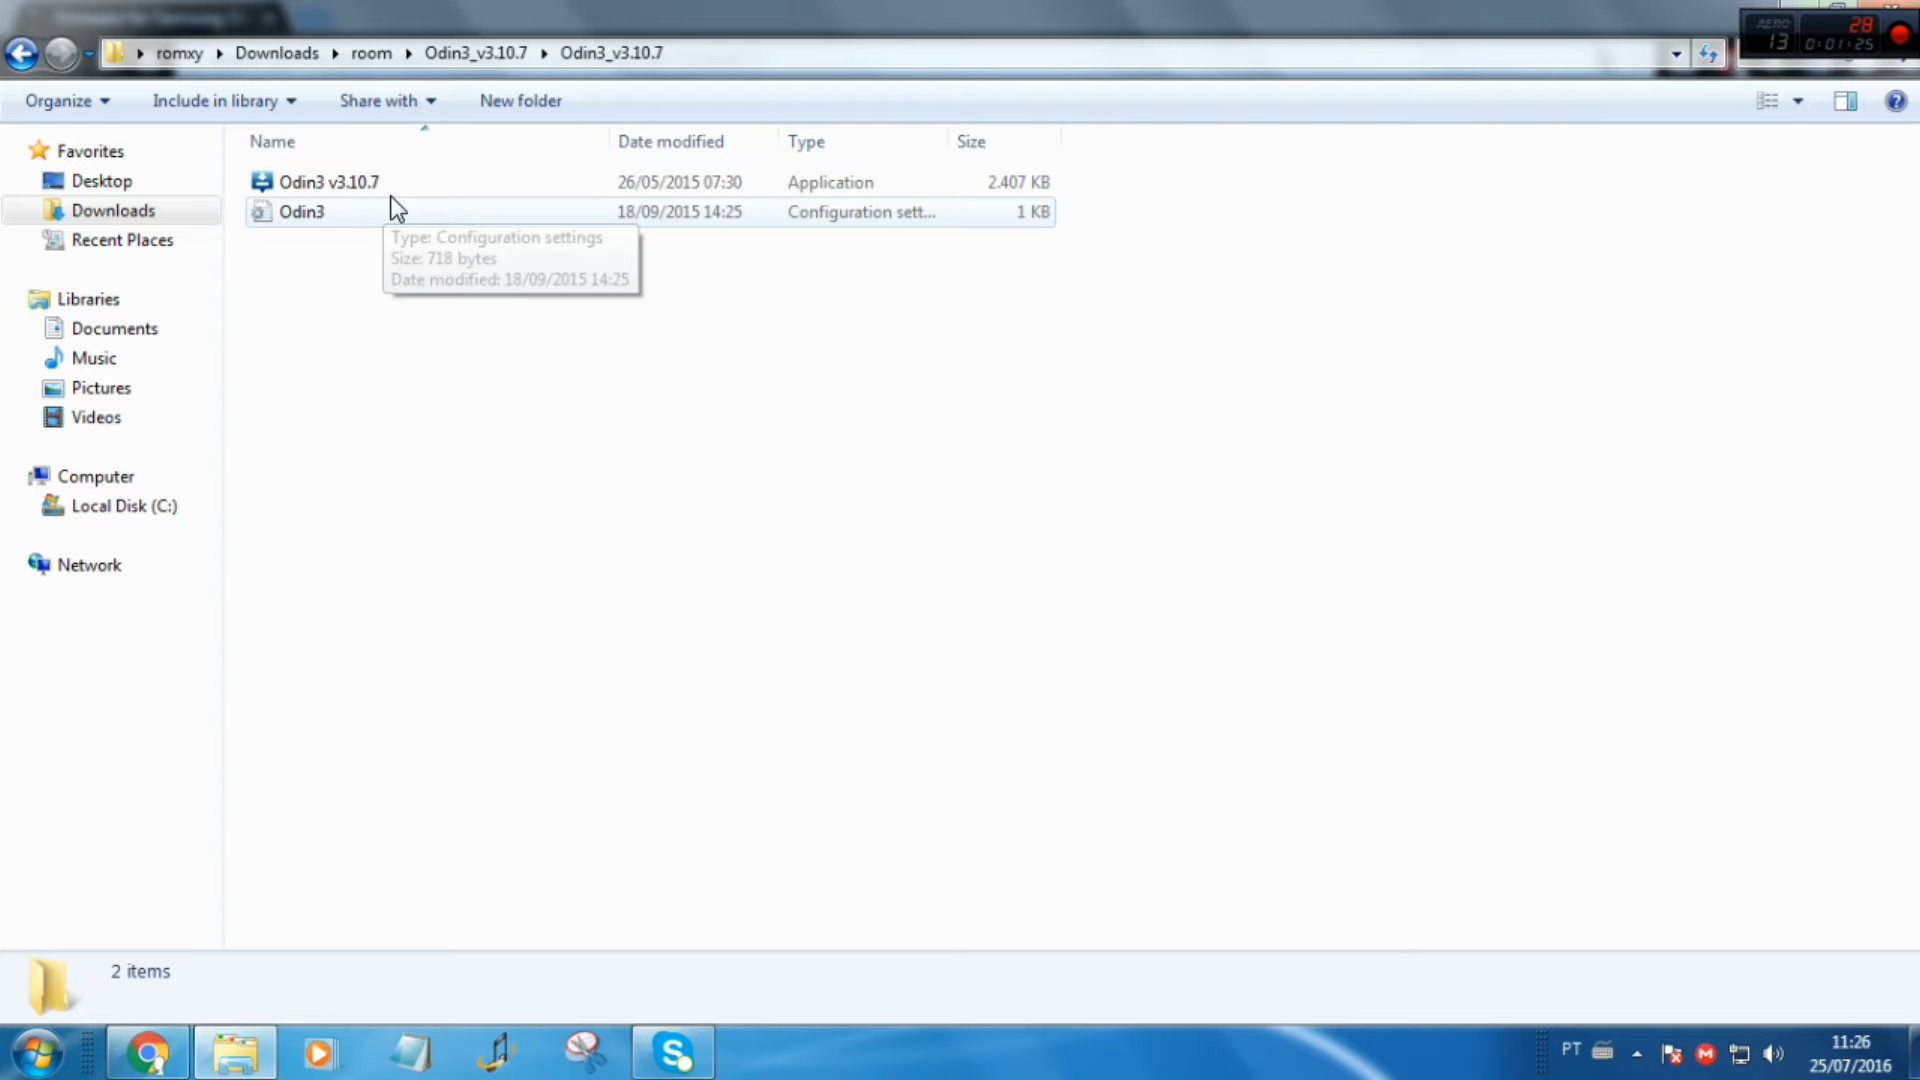 AERO
13
28
0:01:25
romxy
Downloads
room
Odin3_v3.10.7
Odin3_v3.10.7
Organize
Include in library
Share with
New folder
Name
Date modified
Type
Size
Favorites
Desktop
Downloads
Recent Places
Libraries
Documents
Music
Pictures
Videos
Computer
Local Disk (C:)
Network
Odin3 v3.10.7
26/05/2015 07:30
Application
2.407 KB
Odin3
18/09/2015 14:25
Configuration sett...
1 KB
Type: Configuration settings
Size: 718 bytes
Date modified: 18/09/2015 14:25
2 items
PT
11:26
25/07/2016